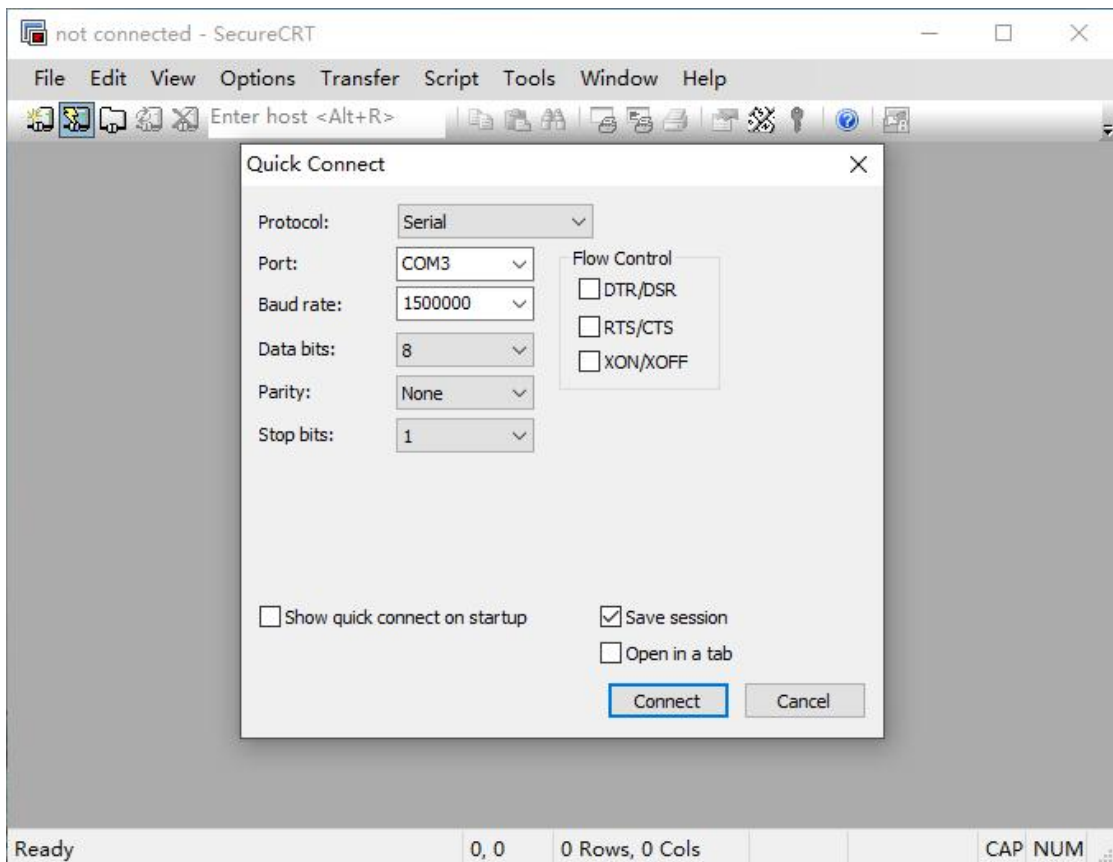 not connected - SecureCRT
File Edit View Options Transfer Script Tools Window Help
Enter host <Alt+R>
Quick Connect
Protocol: Serial
Port: COM3 Flow Control
DTR/DSR
Baud rate: 1500000
RTS/CTS
Data bits: 8
XON/XOFF
Parity: None
Stop bits: 1
Show quick connect on startup Save session
Open in a tab
Connect Cancel
Ready 0, 0 0 Rows, 0 Cols CAP NUM